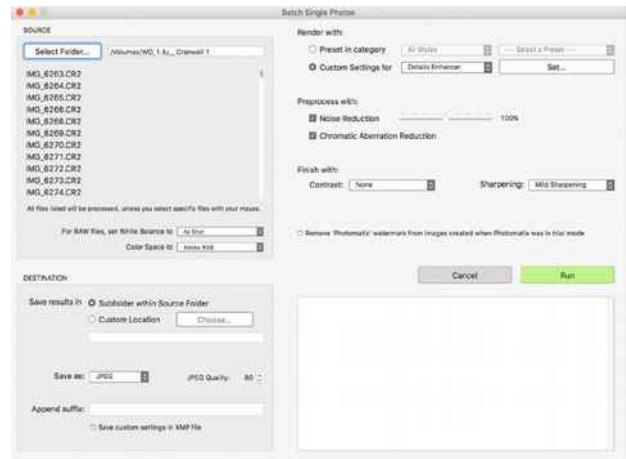 Batch Single Photos
SOURCE
Select Folder...
IMG_6263.CR2
IMG_6264.CR2
IMG_6265.CR2
IMG_6266.CR2
IMG_6268.CR2
IMG_6269.CR2
IMG_6270.CR2
IMG_6271.CR2
IMG_6272.CR2
IMG_6273.CR2
IMG_6274.CR2
All files listed will be processed, unless you select specific files with your mouse.
For RAW files, set White Balance to As Shot
Color Space to
DESTINATION
Save results in Subfolder within Source Folder
Custom Location Choose...
Save as: JPEG JPEG Quality: 80
Append suffix:
Save custom settings in XMP file
Render with:
Preset in category All Styles --- Select a Preset ---
Custom Settings for Details Enhancer Set...
Preprocess with:
Noise Reduction 100%
Chromatic Aberration Reduction
Finish with:
Contrast: None Sharpening: Mild Sharpening
Remove 'Photomatix' watermark from images created when Photomatix was in trial mode
Cancel Run